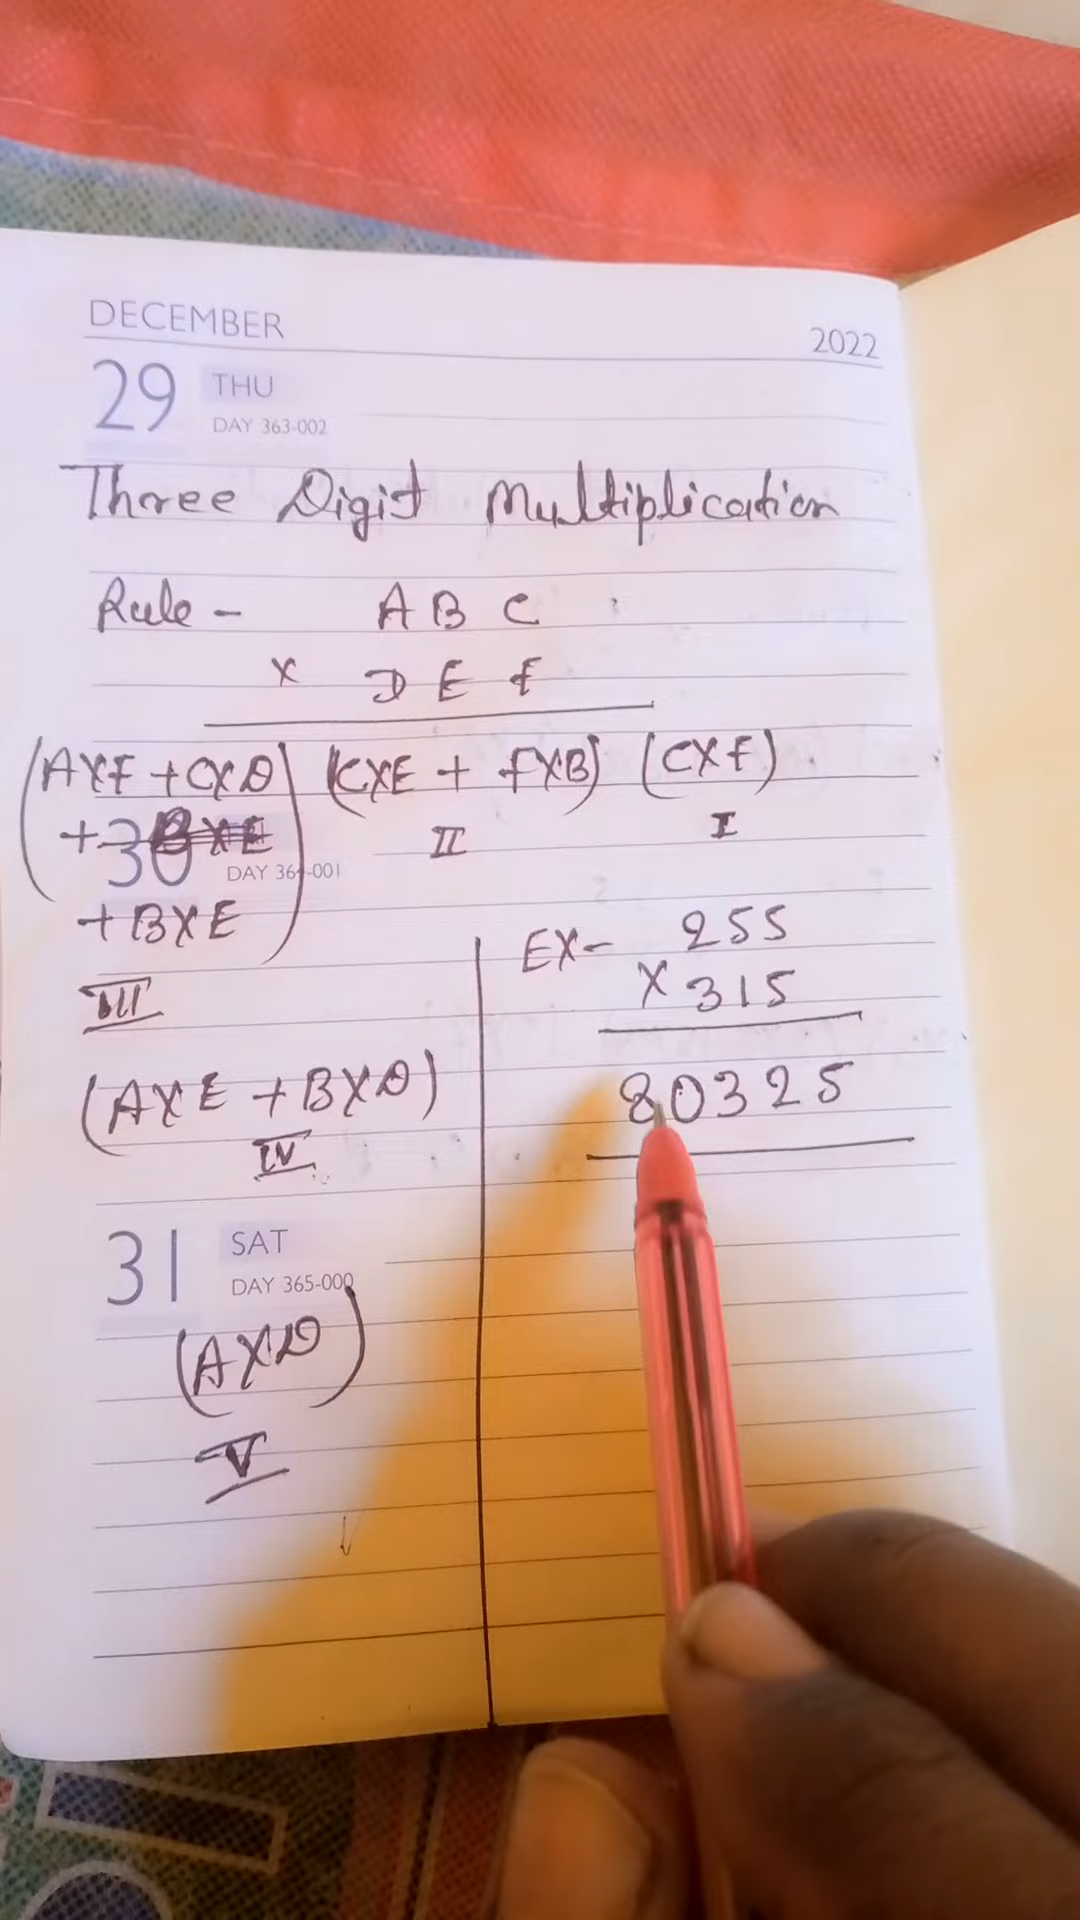 DECEMBER 2022
29 THU
DAY 363-002
Three Digit Multiplication
Rule - A B C
X D E F
(AXF + CXD (CXE + FXB) (CXF)
+ BXE
II I
30 DAY 364-001
+ BXE)
III
EX- 255
X 315
80325
(AXE + BXD)
IV
31 SAT
DAY 365-000
(AXD)
V